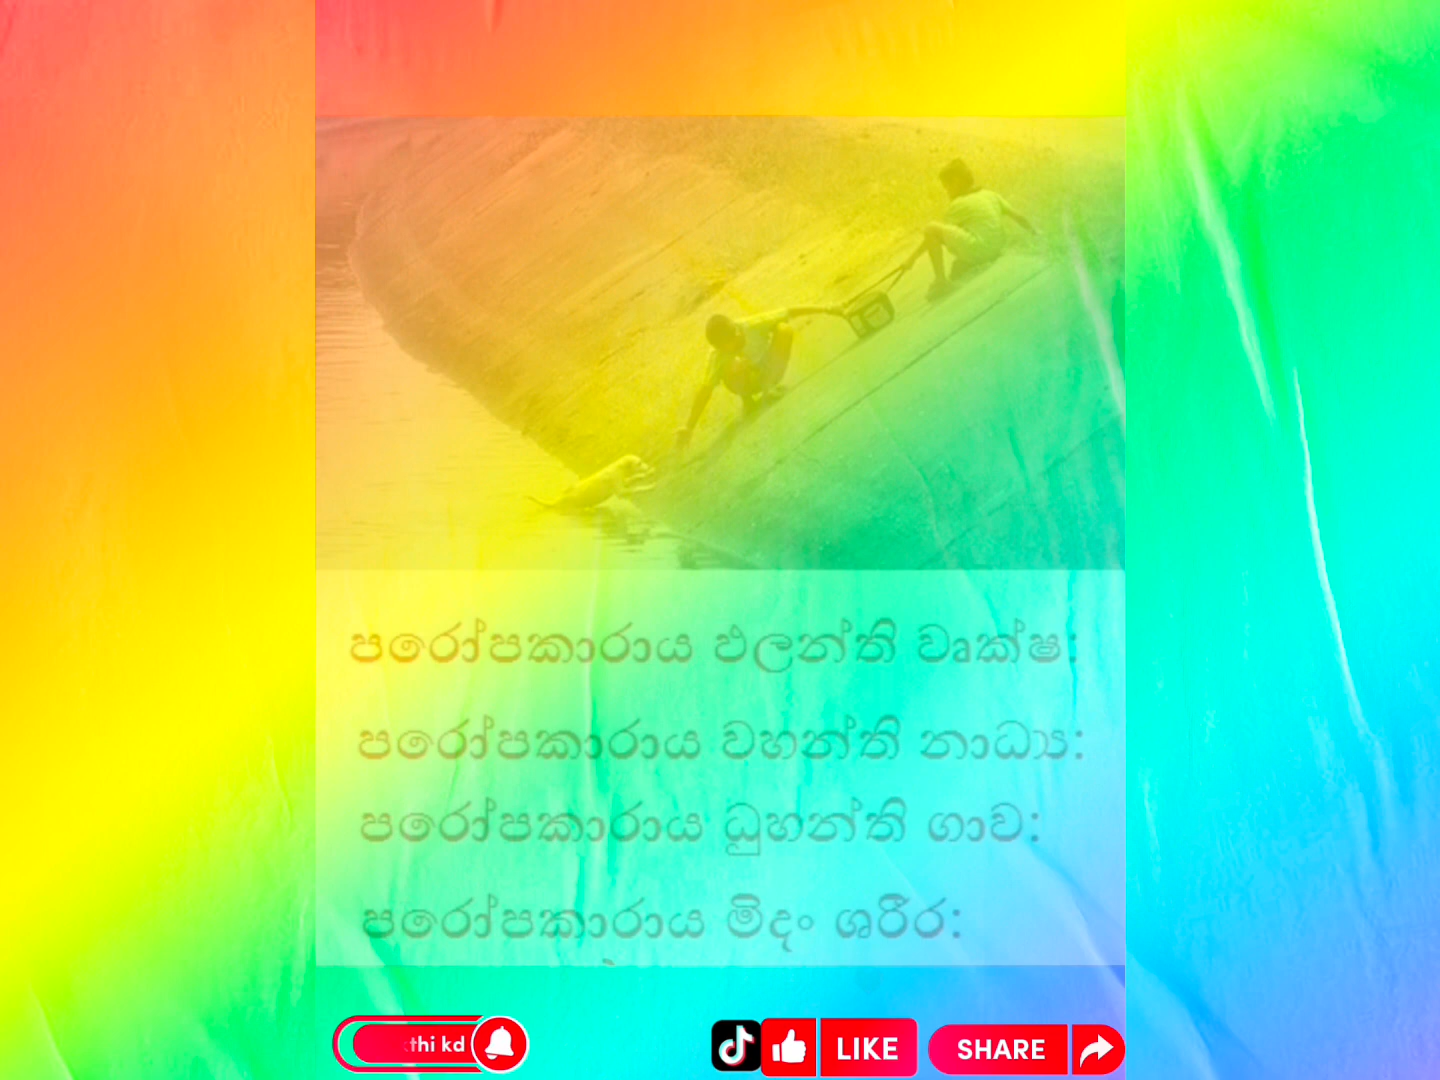 පරෝපකාරාය ඵලන්ති වෘක්ෂ:
පරෝපකාරාය වහන්ති නාධ්‍ය:
පරෝපකාරාය ධුහන්ති ගාව:
පරෝපකාරාය මිදං ශරීර:
thi kd
LIKE
SHARE